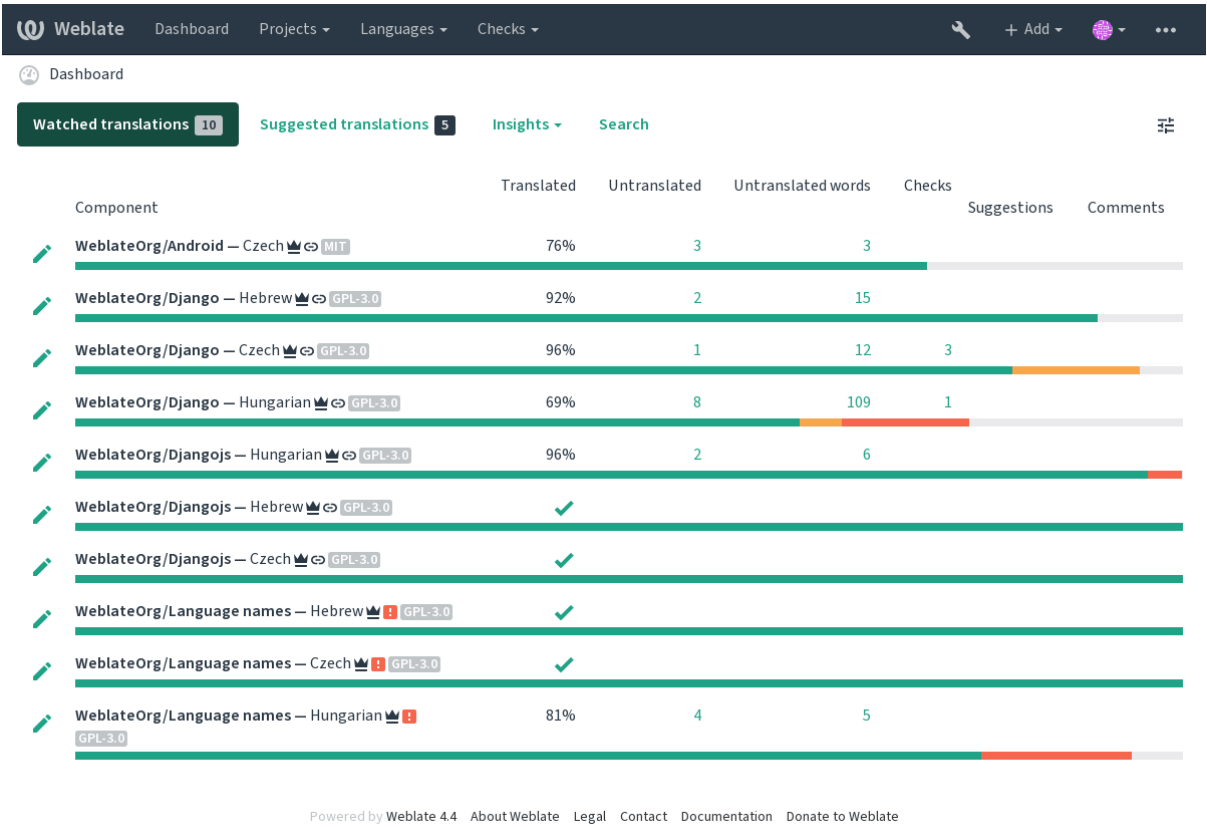 Weblate Dashboard Projects Languages Checks + Add
Dashboard
Watched translations 10 Suggested translations 5 Insights Search
Translated Untranslated Untranslated words Checks
Component Suggestions Comments
WeblateOrg/Android — Czech MIT 76% 3 3
WeblateOrg/Django — Hebrew GPL-3.0 92% 2 15
WeblateOrg/Django — Czech GPL-3.0 96% 1 12 3
WeblateOrg/Django — Hungarian GPL-3.0 69% 8 109 1
WeblateOrg/Djangojs — Hungarian GPL-3.0 96% 2 6
WeblateOrg/Djangojs — Hebrew GPL-3.0
WeblateOrg/Djangojs — Czech GPL-3.0
WeblateOrg/Language names — Hebrew GPL-3.0
WeblateOrg/Language names — Czech GPL-3.0
WeblateOrg/Language names — Hungarian 81% 4 5
GPL-3.0
Powered by Weblate 4.4 About Weblate Legal Contact Documentation Donate to Weblate